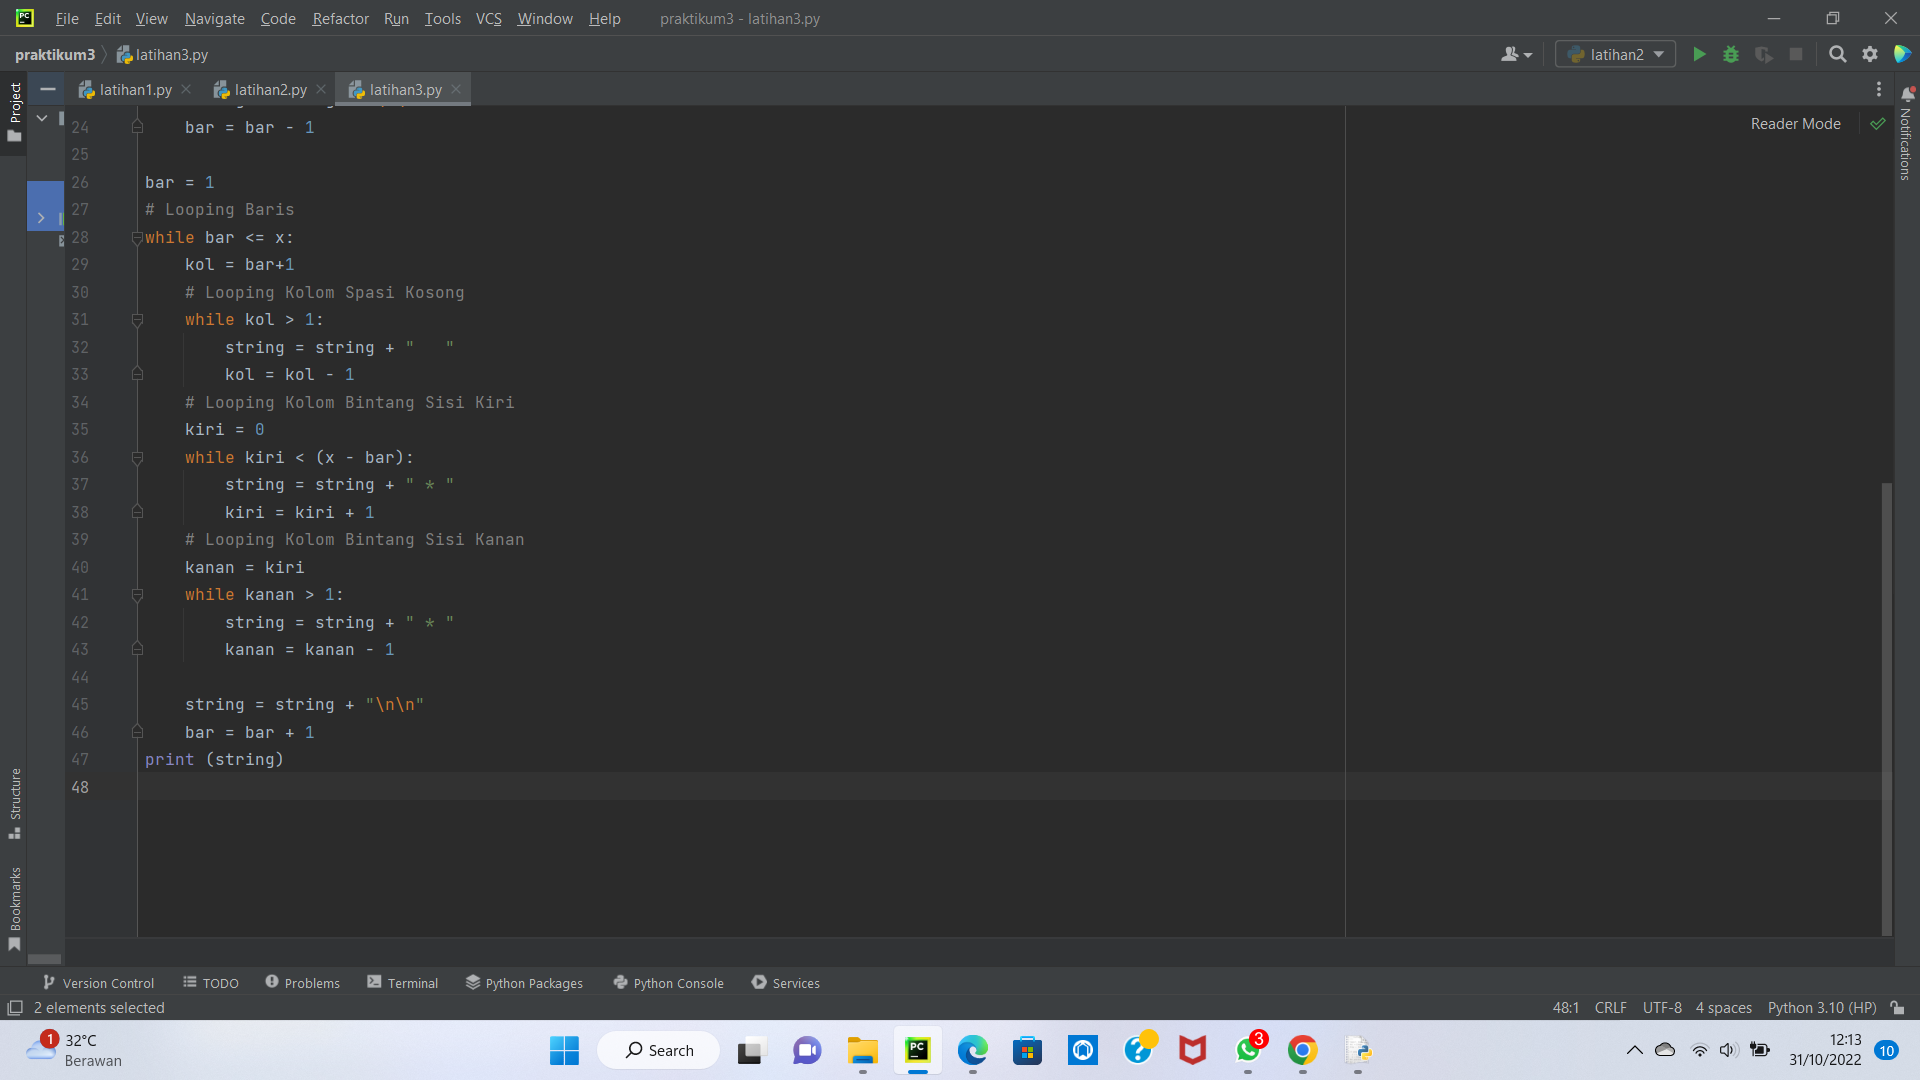 File Edit View Navigate Code Refactor Run Tools VCS Window Help praktikum3 - latihan3.py
praktikum3 latihan3.py latihan2
Project
latihan1.py latihan2.py latihan3.py
Notifications
Reader Mode
24 bar = bar - 1
25
26 bar = 1
27 # Looping Baris
28 while bar <= x:
29 kol = bar+1
30 # Looping Kolom Spasi Kosong
31 while kol > 1:
32 string = string + "   "
33 kol = kol - 1
34 # Looping Kolom Bintang Sisi Kiri
35 kiri = 0
36 while kiri < (x - bar):
37 string = string + " * "
38 kiri = kiri + 1
39 # Looping Kolom Bintang Sisi Kanan
40 kanan = kiri
41 while kanan > 1:
42 string = string + " * "
43 kanan = kanan - 1
44
45 string = string + "\n\n"
46 bar = bar + 1
47 print (string)
48
Structure
Bookmarks
Version Control TODO Problems Terminal Python Packages Python Console Services
2 elements selected 48:1 CRLF UTF-8 4 spaces Python 3.10 (HP)
1 32°C
Berawan
PC
Search
PC
3
12:13
31/10/2022
10